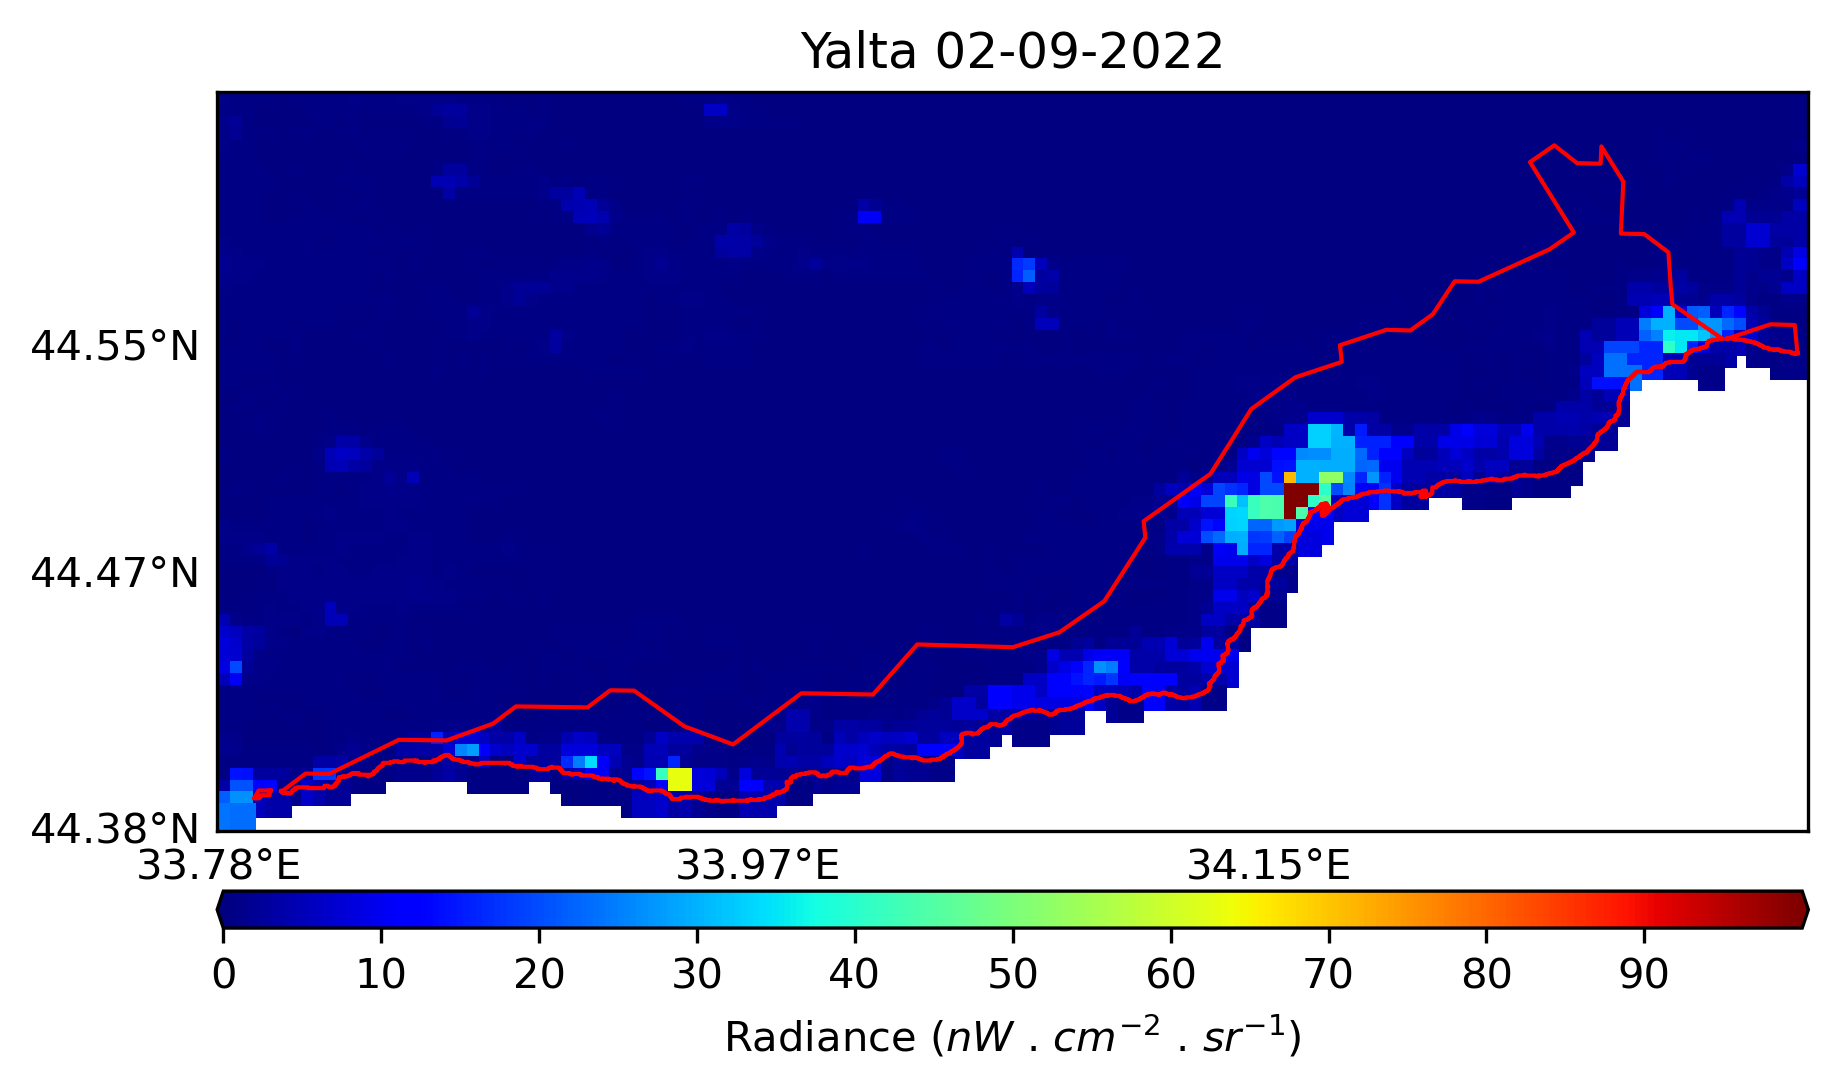 Yalta 02-09-2022
44.55°N
44.47°N
44.38°N
33.78°E 33.97°E 34.15°E
0 10 20 30 40 50 60 70 80 90
Radiance (nW . cm⁻² . sr⁻¹)